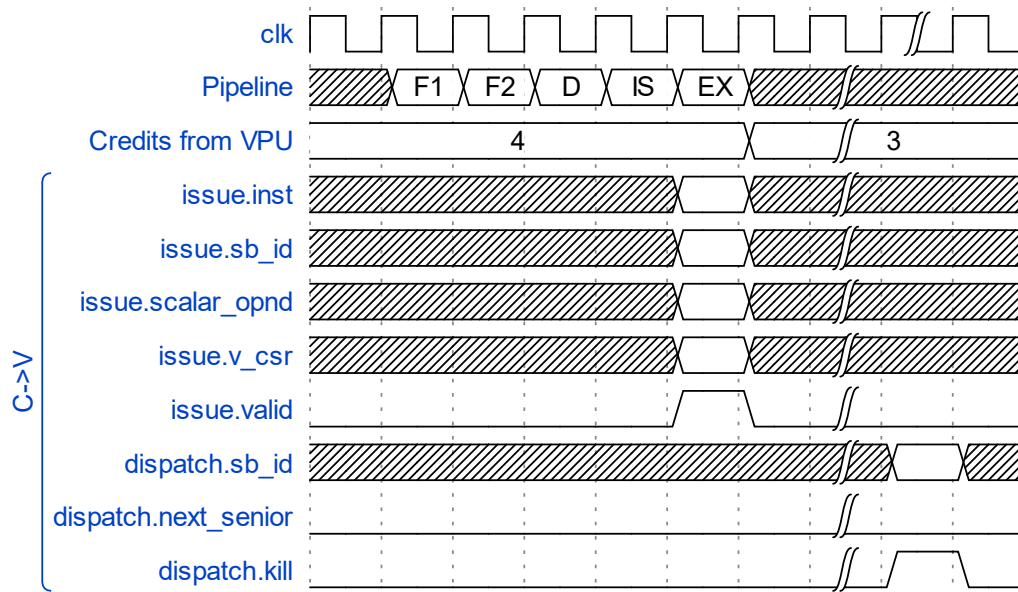 clk
Pipeline F1 F2 D IS EX
Credits from VPU 4 3
C->V
issue.inst
issue.sb_id
issue.scalar_opnd
issue.v_csr
issue.valid
dispatch.sb_id
dispatch.next_senior
dispatch.kill